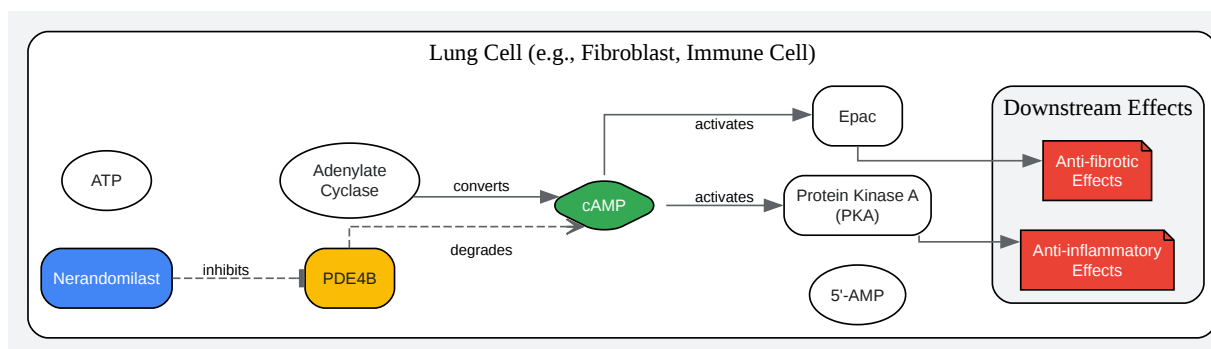 Lung Cell (e.g., Fibroblast, Immune Cell)
Downstream Effects
activates
Epac
Anti-fibrotic
Effects
ATP
Adenylate
Cyclase
converts
cAMP
activates
Protein Kinase A
(PKA)
Anti-inflammatory
Effects
Nerandomilast
inhibits
PDE4B
degrades
5'-AMP